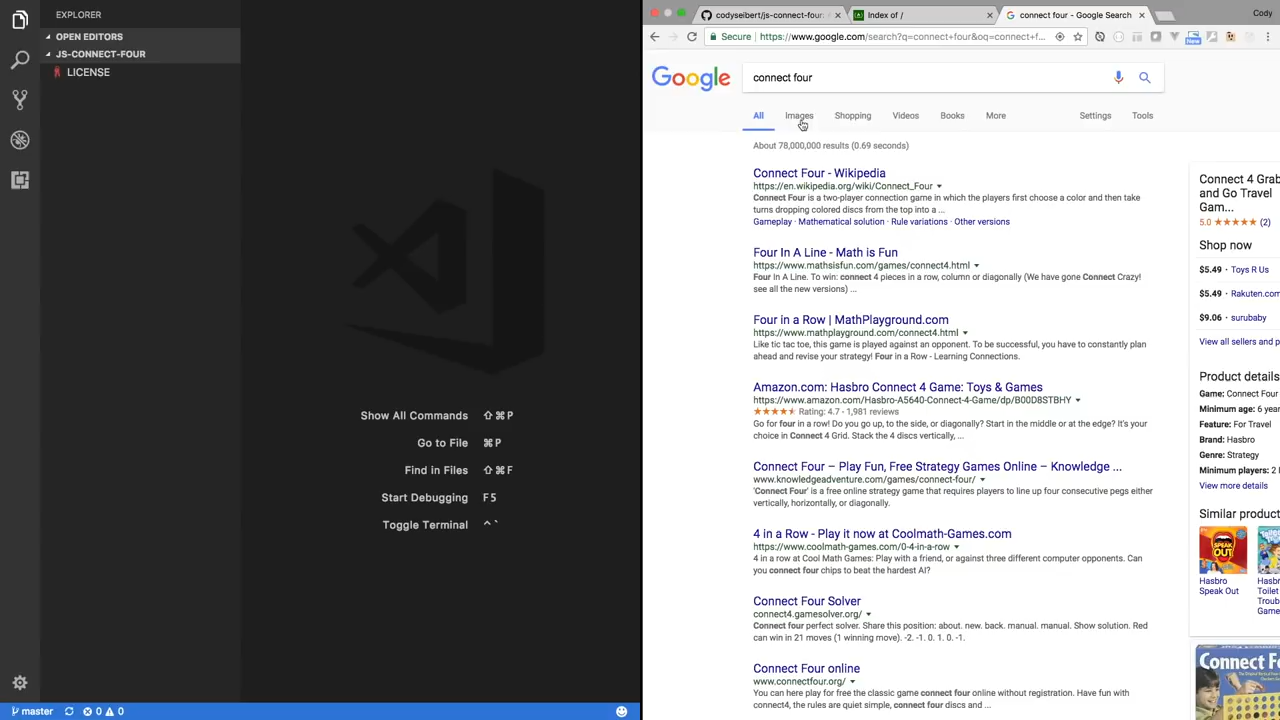 EXPLORER
OPEN EDITORS
JS-CONNECT-FOUR
LICENSE
Show All Commands ⇧⌘P
Go to File ⌘P
Find in Files ⇧⌘F
Start Debugging F5
Toggle Terminal ⌃`
master 0 0
codyseibert/js-connect-four:
Index of /
connect four - Google Search
Cody
Secure https://www.google.com/search?q=connect+four&oq=connect+f...
New
Google
connect four
All Images Shopping Videos Books More Settings Tools
About 78,000,000 results (0.69 seconds)
Connect Four - Wikipedia
https://en.wikipedia.org/wiki/Connect_Four
Connect Four is a two-player connection game in which the players first choose a color and then take
turns dropping colored discs from the top into a ...
Gameplay · Mathematical solution · Rule variations · Other versions
Four In A Line - Math is Fun
https://www.mathsisfun.com/games/connect4.html
Four In A Line. To win: connect 4 pieces in a row, column or diagonally (We have gone Connect Crazy!
see all the new versions) ...
Four in a Row | MathPlayground.com
https://www.mathplayground.com/connect4.html
Like tic tac toe, this game is played against an opponent. To be successful, you have to constantly plan
ahead and revise your strategy! Four in a Row - Learning Connections.
Amazon.com: Hasbro Connect 4 Game: Toys & Games
https://www.amazon.com/Hasbro-A5640-Connect-4-Game/dp/B00D8STBHY
Rating: 4.7 - 1,981 reviews
Go for four in a row! Do you go up, to the side, or diagonally? Start in the middle or at the edge? It's your
choice in Connect 4 Grid. Stack the 4 discs vertically, ...
Connect Four – Play Fun, Free Strategy Games Online – Knowledge ...
www.knowledgeadventure.com/games/connect-four/
'Connect Four' is a free online strategy game that requires players to line up four consecutive pegs either
vertically, horizontally, or diagonally.
4 in a Row - Play it now at Coolmath-Games.com
https://www.coolmath-games.com/0-4-in-a-row
4 in a row at Cool Math Games: Play with a friend, or against three different computer opponents. Can
you connect four chips to beat the hardest AI?
Connect Four Solver
connect4.gamesolver.org/
Connect four perfect solver. Share this position: about. new. back. manual. manual. Show solution. Red
can win in 21 moves (1 winning move). -2. -1. 0. 1. 0. -1.
Connect Four online
www.connectfour.org/
You can here play for free the classic game connect four online without registration. Have fun with
connect4, the rules are quiet simple, connect four discs and ...
Connect 4 Grab
and Go Travel
Gam...
5.0 ★★★★★ (2)
Shop now
$5.49 · Toys R Us
$5.49 · Rakuten.com
$9.06 · surubaby
View all sellers and p
Product details
Game: Connect Four
Minimum age: 6 year
Feature: For Travel
Brand: Hasbro
Genre: Strategy
Minimum players: 2
View more details
Similar product
SPEAK
OUT
Hasbro
Speak Out
Hasbro
Toilet
Trou
Game
Connect Fo